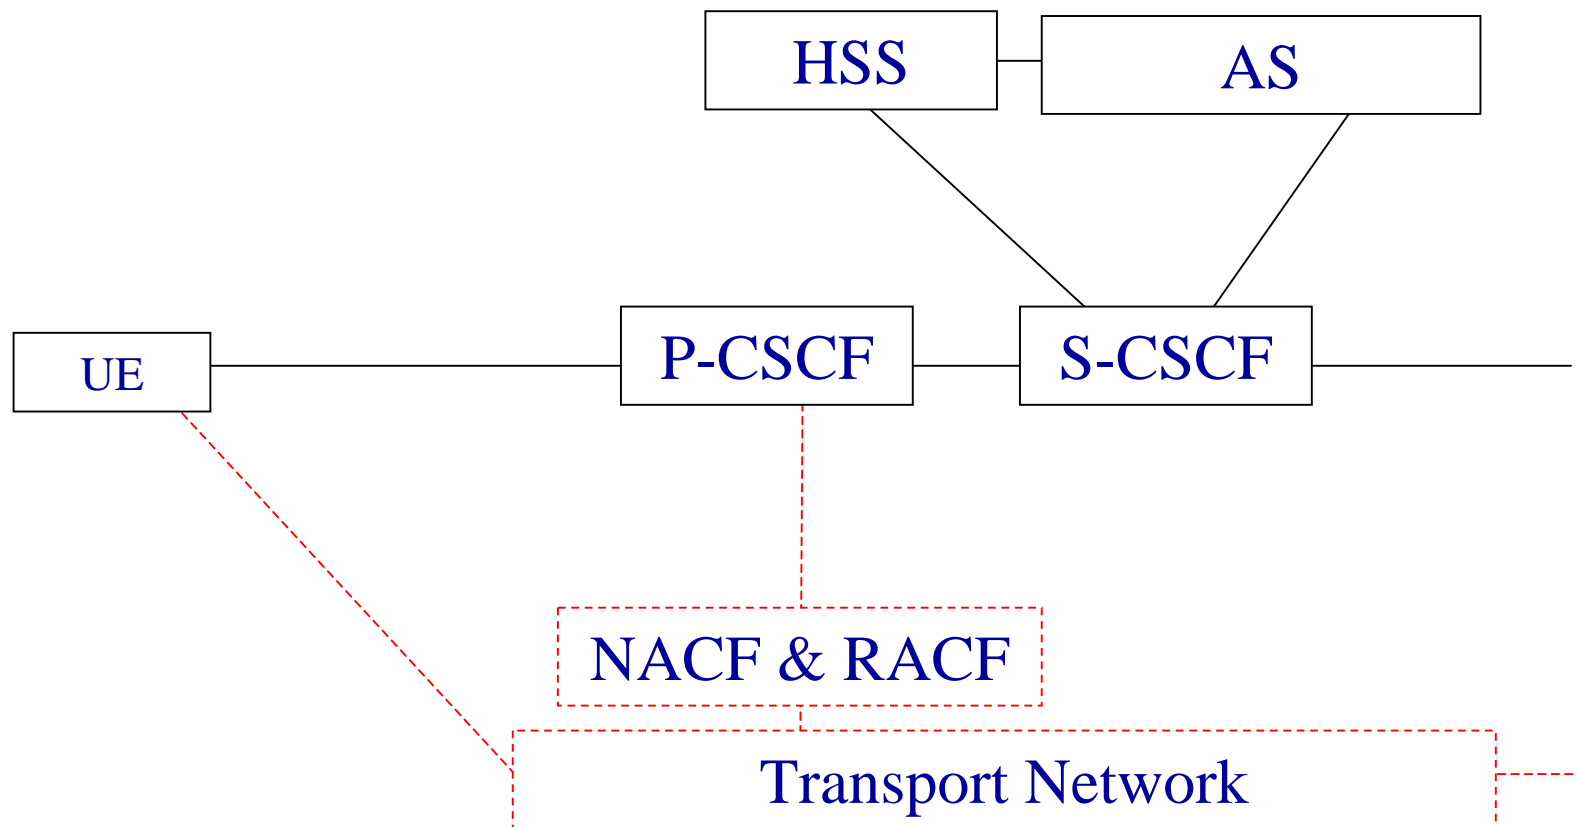 HSS
AS
UE
P-CSCF
S-CSCF
NACF & RACF
Transport Network